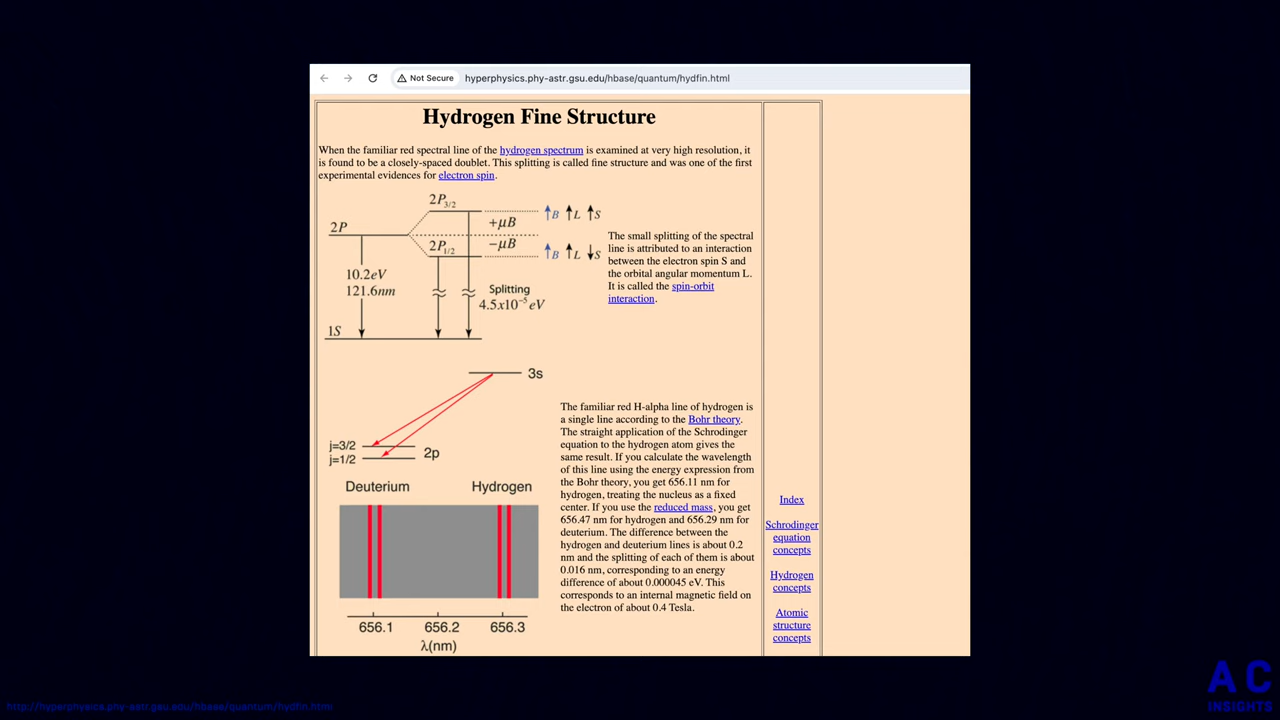 Not Secure hyperphysics.phy-astr.gsu.edu/hbase/quantum/hydfin.html
Hydrogen Fine Structure
When the familiar red spectral line of the hydrogen spectrum is examined at very high resolution, it
is found to be a closely-spaced doublet. This splitting is called fine structure and was one of the first
experimental evidences for electron spin.
2P3/2
2P
+μB
B L S
2P1/2
−μB
B L S
10.2eV
121.6nm
Splitting
4.5x10⁻⁵ eV
1S
The small splitting of the spectral
line is attributed to an interaction
between the electron spin S and
the orbital angular momentum L.
It is called the spin-orbit
interaction.
3s
j=3/2
j=1/2
2p
Deuterium Hydrogen
656.1 656.2 656.3
λ(nm)
The familiar red H-alpha line of hydrogen is
a single line according to the Bohr theory.
The straight application of the Schrodinger
equation to the hydrogen atom gives the
same result. If you calculate the wavelength
of this line using the energy expression from
the Bohr theory, you get 656.11 nm for
hydrogen, treating the nucleus as a fixed
center. If you use the reduced mass, you get
656.47 nm for hydrogen and 656.29 nm for
deuterium. The difference between the
hydrogen and deuterium lines is about 0.2
nm and the splitting of each of them is about
0.016 nm, corresponding to an energy
difference of about 0.000045 eV. This
corresponds to an internal magnetic field on
the electron of about 0.4 Tesla.
Index
Schrodinger
equation
concepts
Hydrogen
concepts
Atomic
structure
concepts
http://hyperphysics.phy-astr.gsu.edu/hbase/quantum/hydfin.html
AC
INSIGHTS